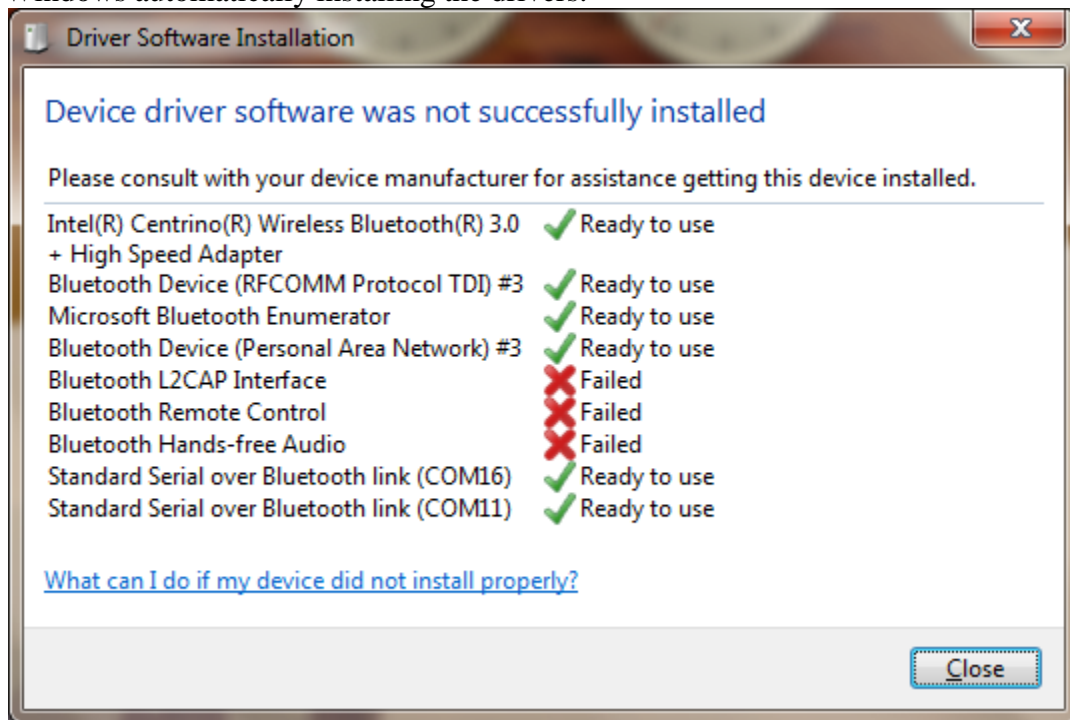 Windows automatically installing the drivers.
Driver Software Installation
Device driver software was not successfully installed
Please consult with your device manufacturer for assistance getting this device installed.
Intel(R) Centrino(R) Wireless Bluetooth(R) 3.0 Ready to use
+ High Speed Adapter
Bluetooth Device (RFCOMM Protocol TDI) #3 Ready to use
Microsoft Bluetooth Enumerator Ready to use
Bluetooth Device (Personal Area Network) #3 Ready to use
Bluetooth L2CAP Interface Failed
Bluetooth Remote Control Failed
Bluetooth Hands-free Audio Failed
Standard Serial over Bluetooth link (COM16) Ready to use
Standard Serial over Bluetooth link (COM11) Ready to use
What can I do if my device did not install properly?
Close